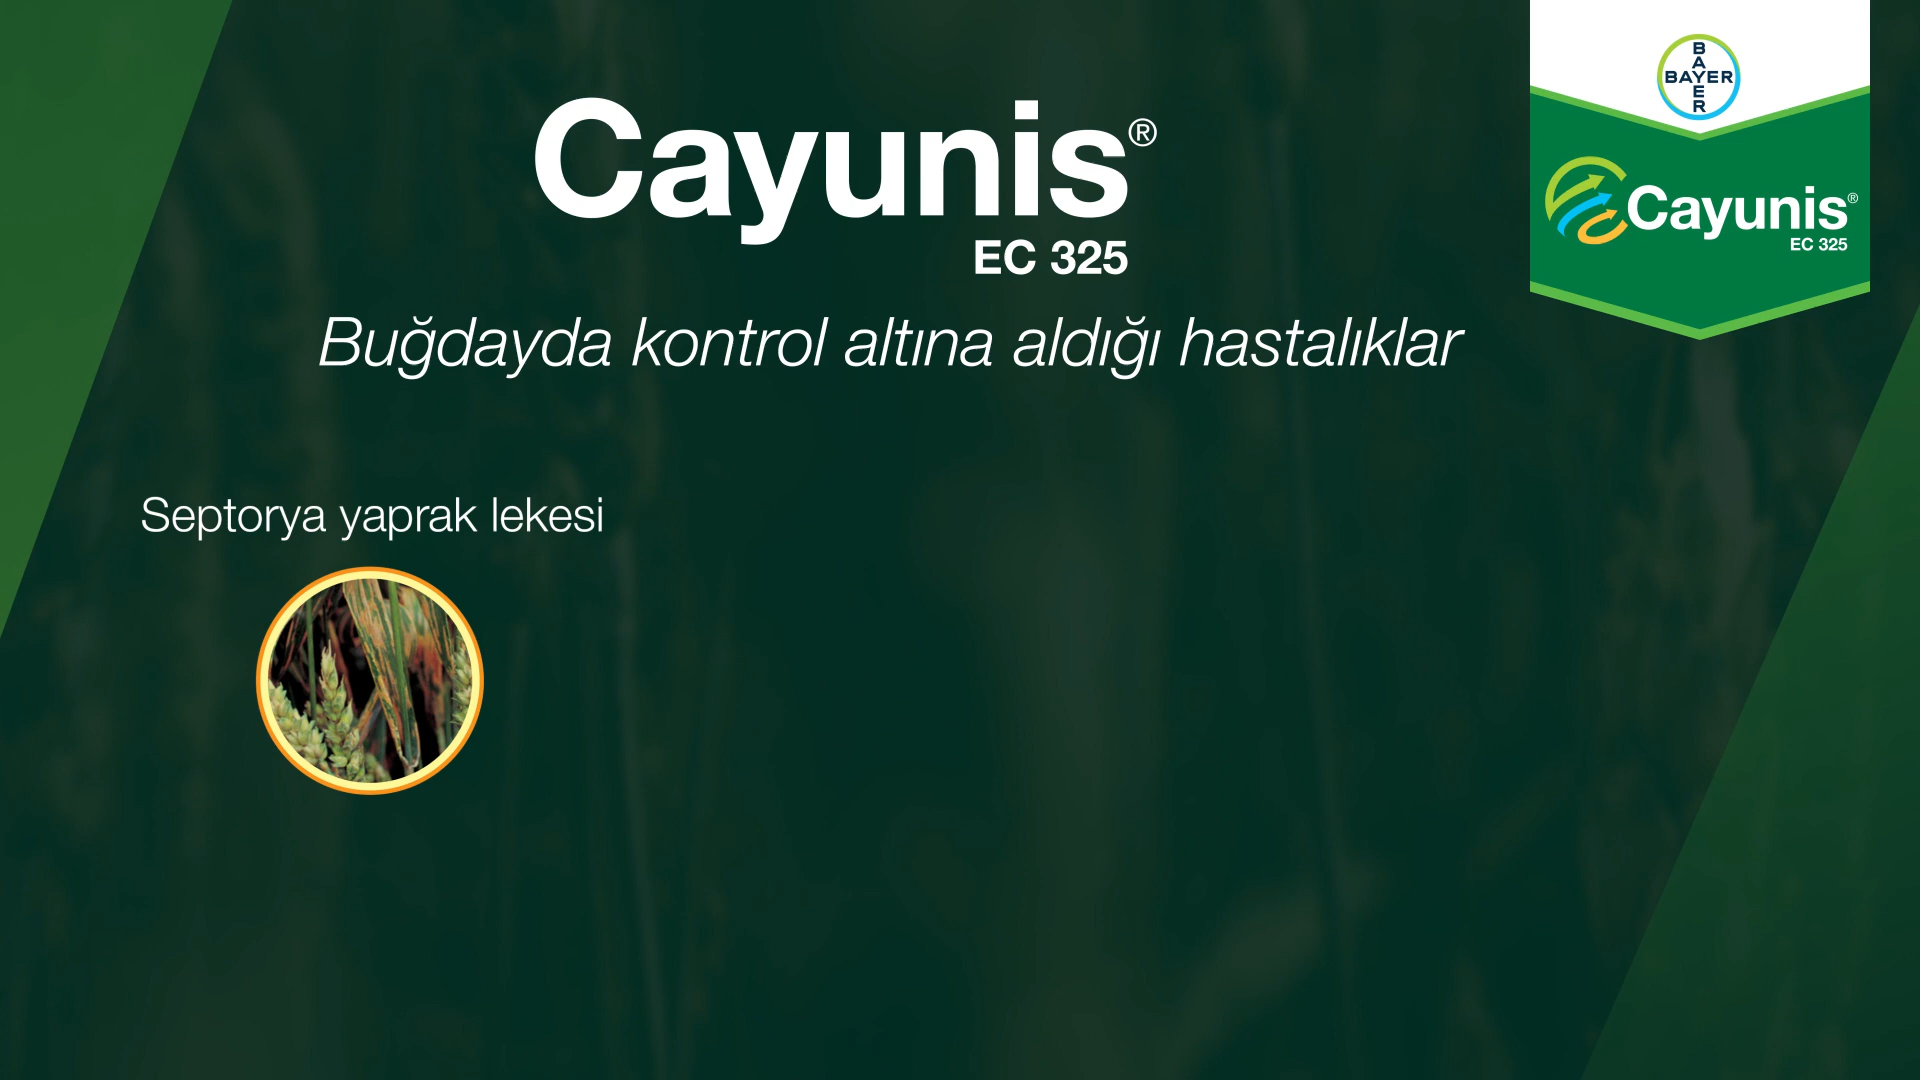 Cayunis®
EC 325
Buğdayda kontrol altına aldığı hastalıklar
Septorya yaprak lekesi
BAYER
BAYER
Cayunis®
EC 325